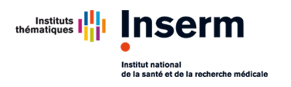 Instituts
thématiques
Inserm
Institut national
de la santé et de la recherche médicale